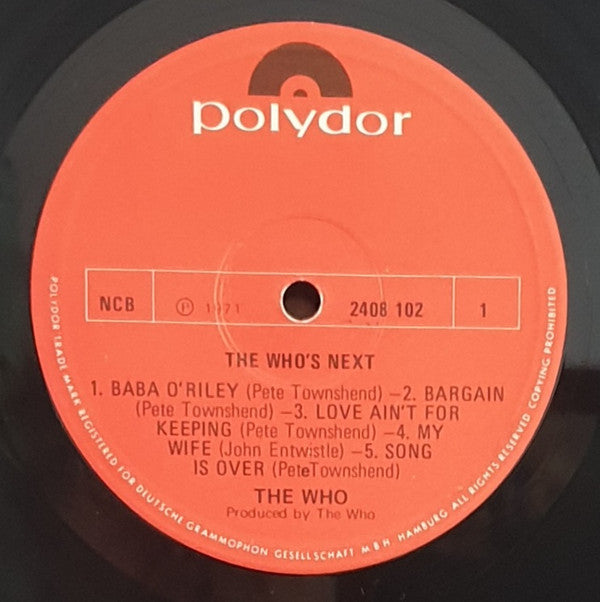 polydor
NCB
Ⓟ 1971
2408 102
1
THE WHO'S NEXT
1. BABA O'RILEY (Pete Townshend) –2. BARGAIN
(Pete Townshend) –3. LOVE AIN'T FOR
KEEPING (Pete Townshend) –4. MY
WIFE (John Entwistle) –5. SONG
IS OVER (Pete Townshend)
THE WHO
Produced by The Who
POLYDOR TRADE MARK REGISTERED FOR DEUTSCHE GRAMMOPHON GESELLSCHAFT M B H HAMBURG ALL RIGHTS RESERVED COPYING PROHIBITED